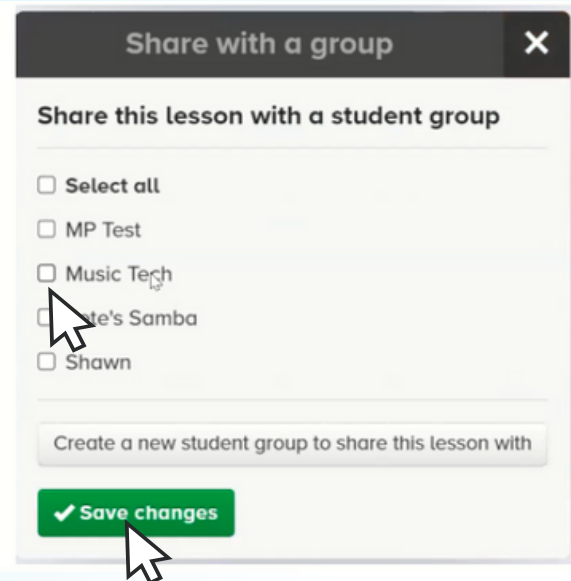 Share with a group
Share this lesson with a student group
Select all
MP Test
Music Tech
Samba
Shawn
Create a new student group to share this lesson with
Save changes